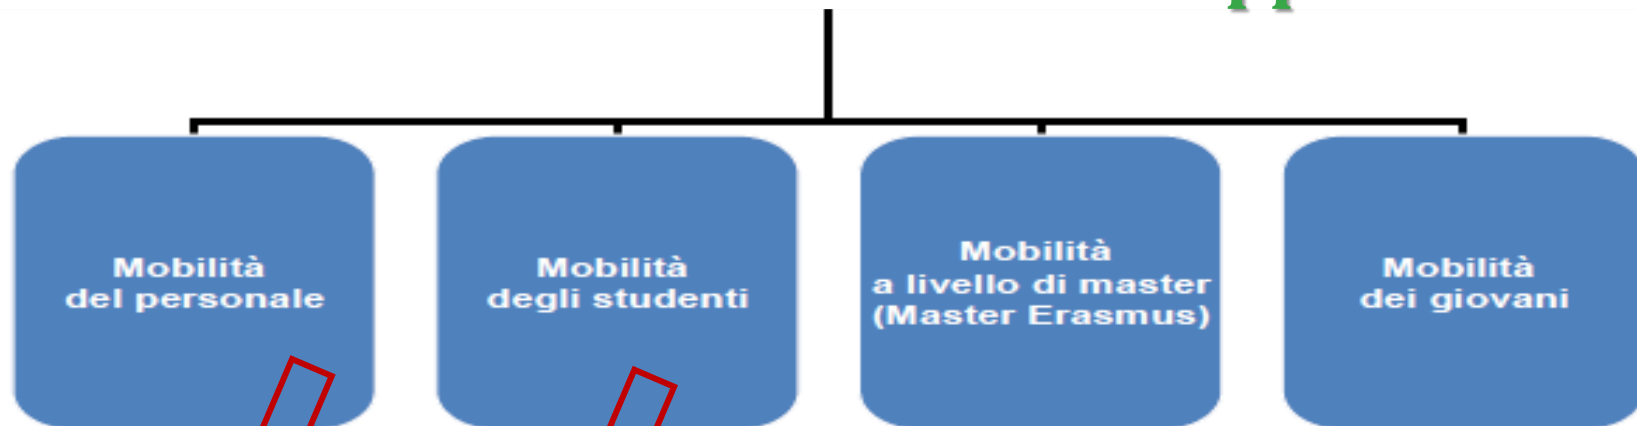 Mobilità
del personale
Mobilità
degli studenti
Mobilità
a livello di master
(Master Erasmus)
Mobilità
dei giovani